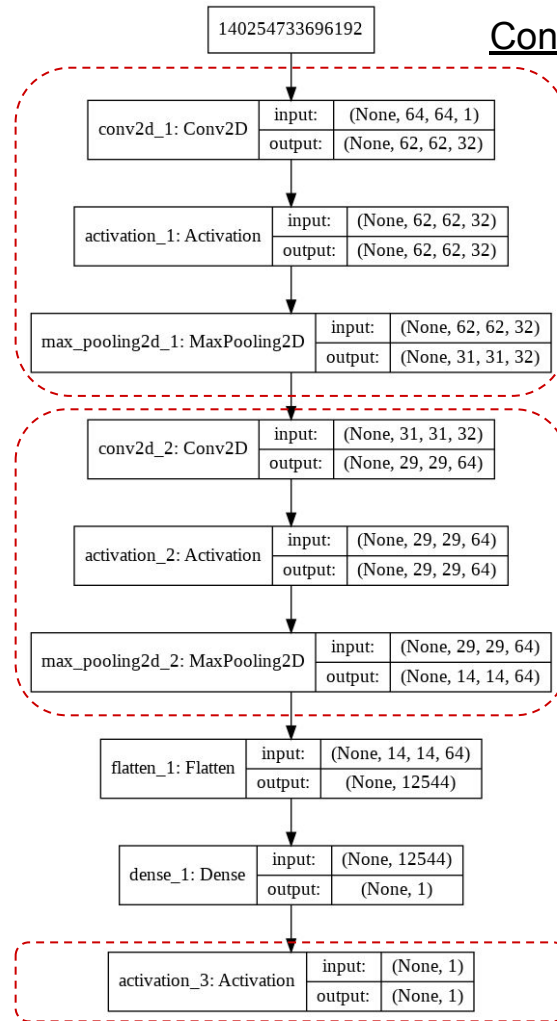 140254733696192
Con
conv2d_1: Conv2D
input: (None, 64, 64, 1)
output: (None, 62, 62, 32)
activation_1: Activation
input: (None, 62, 62, 32)
output: (None, 62, 62, 32)
max_pooling2d_1: MaxPooling2D
input: (None, 62, 62, 32)
output: (None, 31, 31, 32)
conv2d_2: Conv2D
input: (None, 31, 31, 32)
output: (None, 29, 29, 64)
activation_2: Activation
input: (None, 29, 29, 64)
output: (None, 29, 29, 64)
max_pooling2d_2: MaxPooling2D
input: (None, 29, 29, 64)
output: (None, 14, 14, 64)
flatten_1: Flatten
input: (None, 14, 14, 64)
output: (None, 12544)
dense_1: Dense
input: (None, 12544)
output: (None, 1)
activation_3: Activation
input: (None, 1)
output: (None, 1)